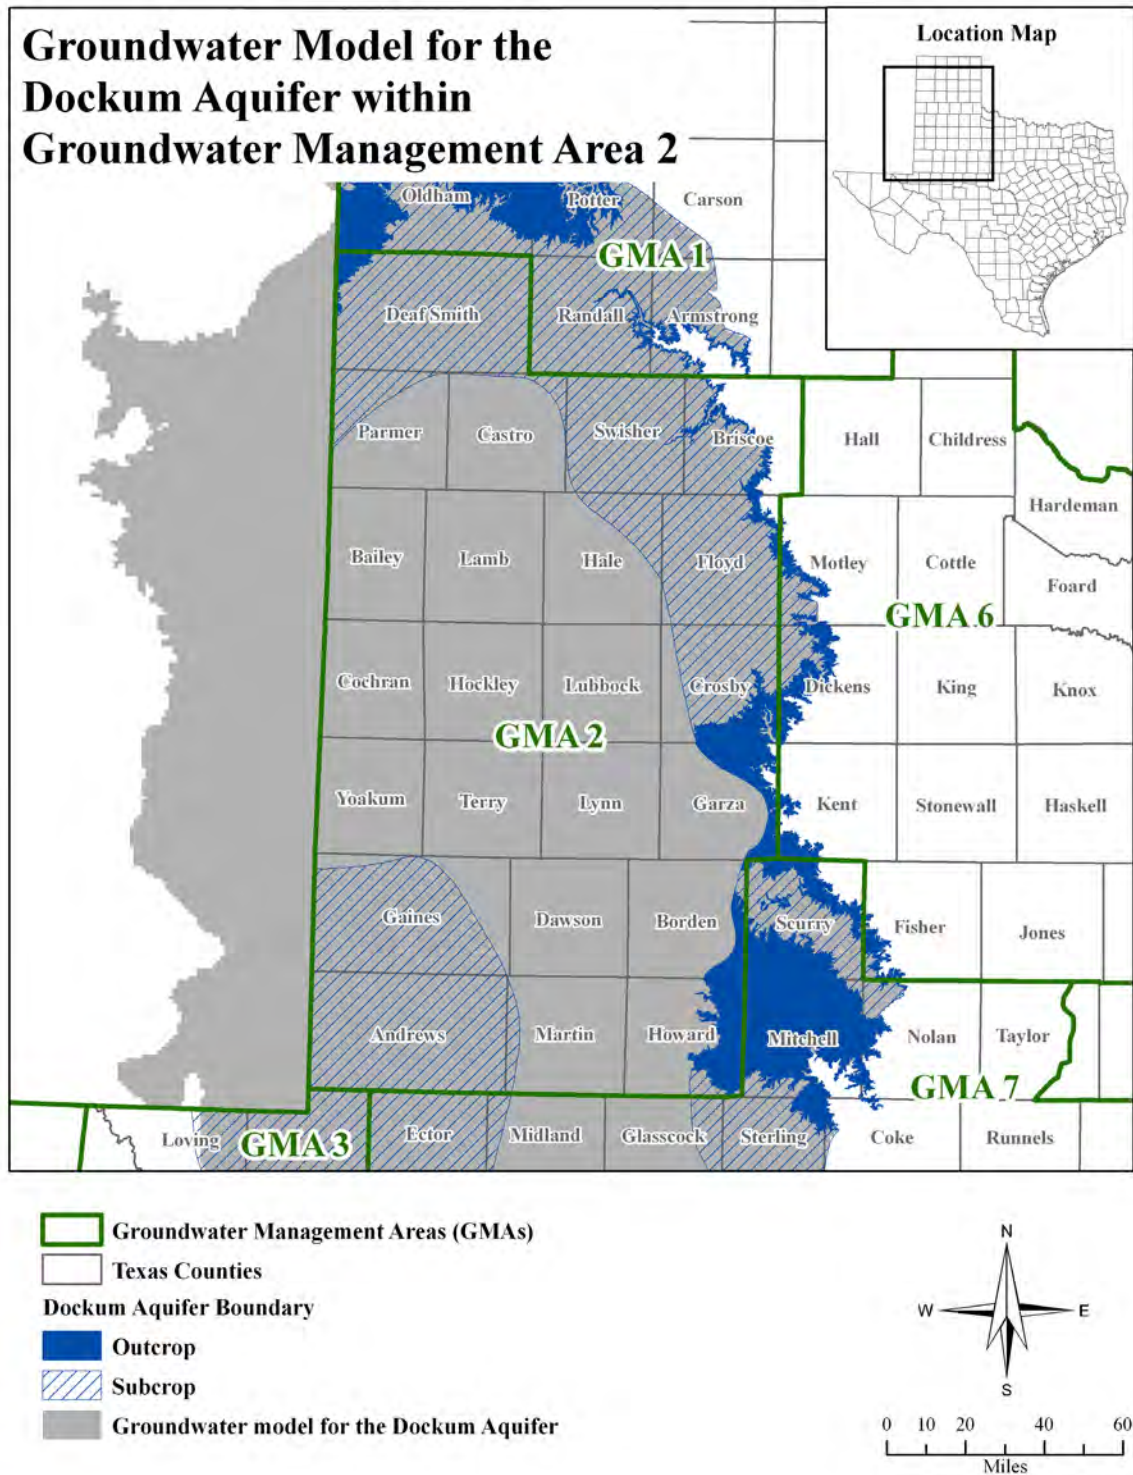 Groundwater Model for the
Dockum Aquifer within
Groundwater Management Area 2
Location Map
Oldham
Potter
Carson
GMA 1
Deaf Smith
Randall
Armstrong
Parmer
Castro
Swisher
Briscoe
Hall
Childress
Hardeman
Bailey
Lamb
Hale
Floyd
Motley
Cottle
Foard
GMA 6
Cochran
Hockley
Lubbock
Crosby
Dickens
King
Knox
GMA 2
Yoakum
Terry
Lynn
Garza
Kent
Stonewall
Haskell
Gaines
Dawson
Borden
Scurry
Fisher
Jones
Andrews
Martin
Howard
Mitchell
Nolan
Taylor
GMA 7
Loving
GMA 3
Ector
Midland
Glasscock
Sterling
Coke
Runnels
Groundwater Management Areas (GMAs)
Texas Counties
Dockum Aquifer Boundary
Outcrop
Subcrop
Groundwater model for the Dockum Aquifer
N
W
E
S
0 10 20 40 60
Miles